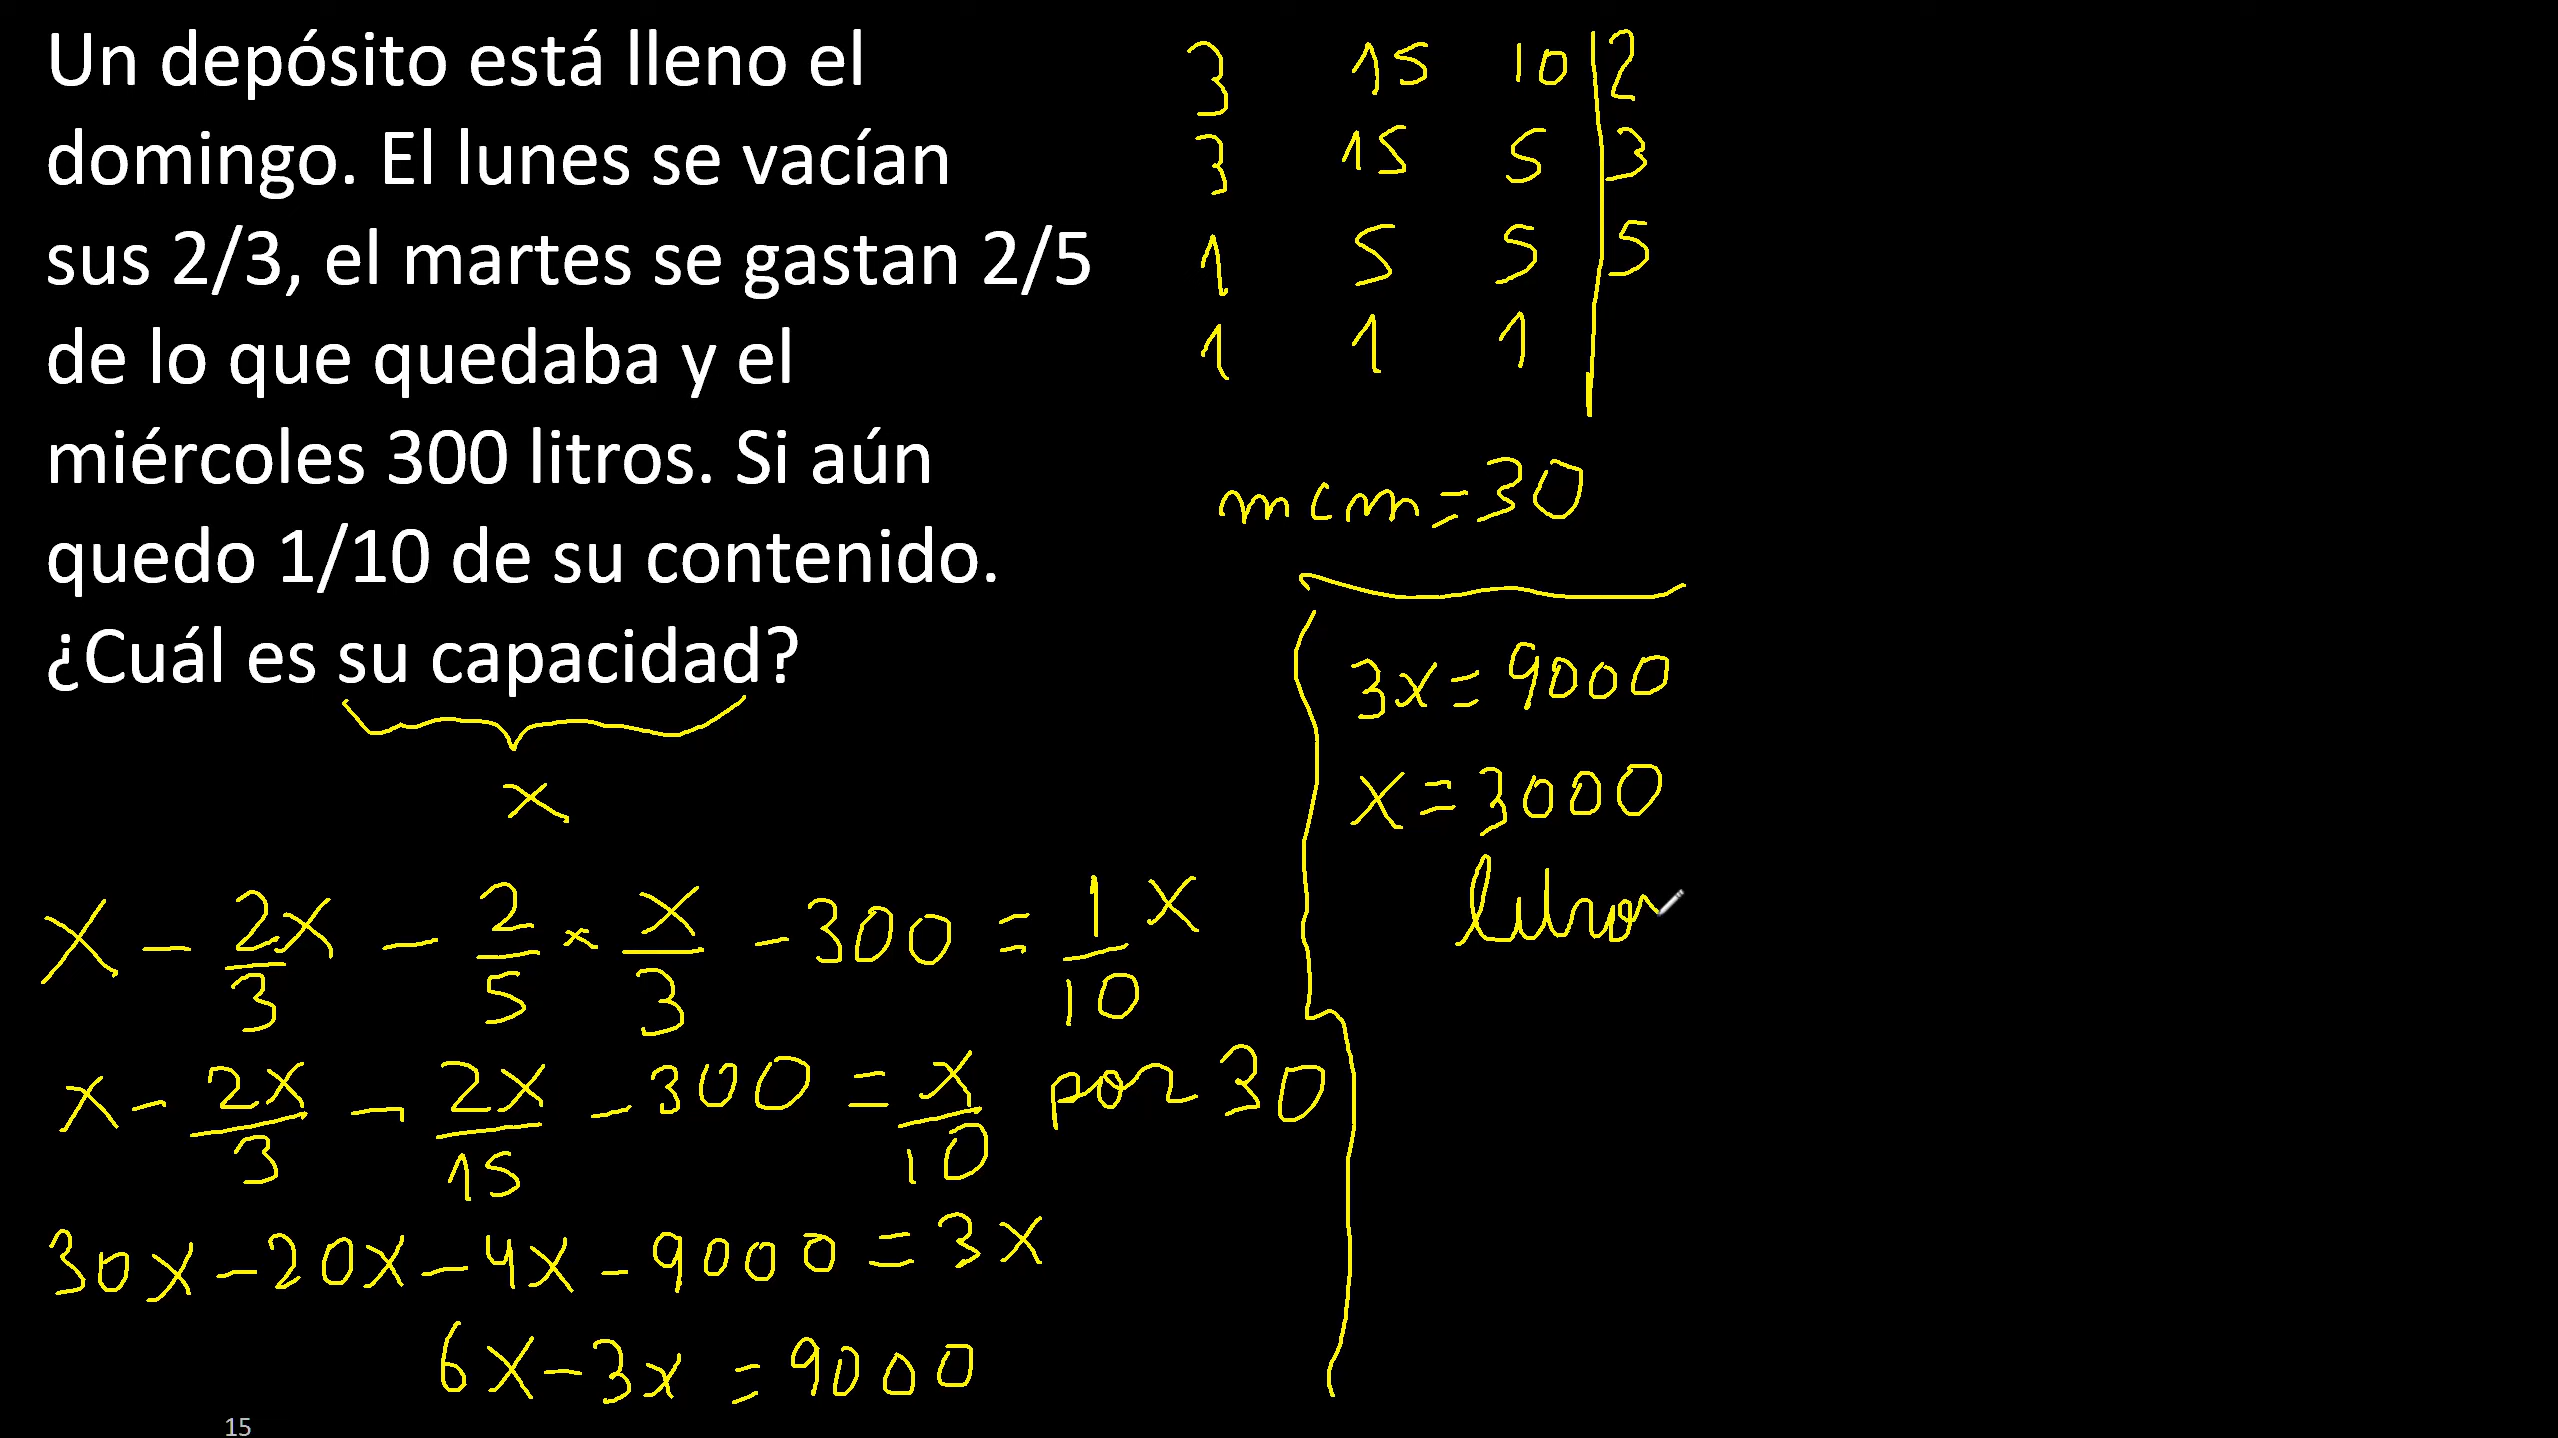 Un depósito está lleno el
domingo. El lunes se vacían
sus 2/3, el martes se gastan 2/5
de lo que quedaba y el
miércoles 300 litros. Si aún
quedo 1/10 de su contenido.
¿Cuál es su capacidad?
x
x - 2x/3 - 2/5 × x/3 - 300 = 1/10 x
x - 2x/3 - 2x/15 - 300 = x/10 por 30
30x - 20x - 4x - 9000 = 3x
6x - 3x = 9000
3 15 10 | 2
3 15 5 | 3
1 5 5 | 5
1 1 1 |
mcm = 30
3x = 9000
x = 3000
litros
15